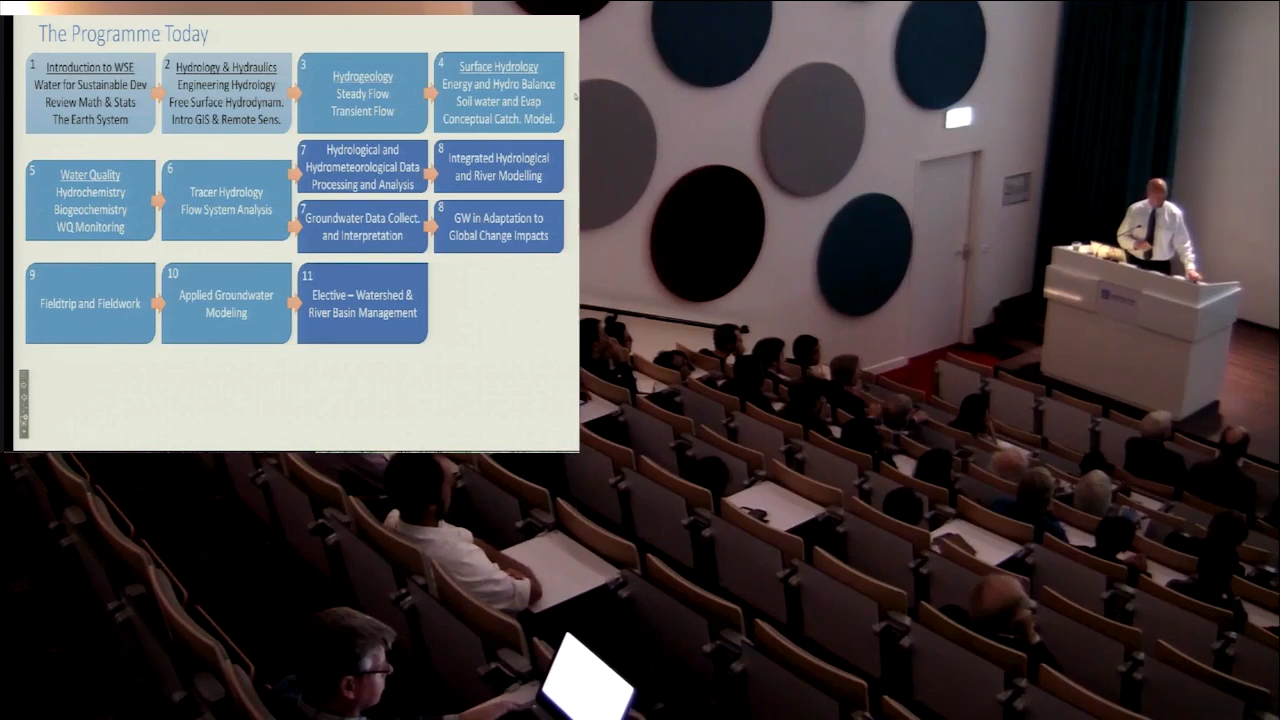 The Programme Today
1 Introduction to WSE
Water for Sustainable Dev
Review Math & Stats
The Earth System
2 Hydrology & Hydraulics
Engineering Hydrology
Free Surface Hydrodynam.
Intro GIS & Remote Sens.
3
Hydrogeology
Steady Flow
Transient Flow
4 Surface Hydrology
Energy and Hydro Balance
Soil water and Evap
Conceptual Catch. Model.
5 Water Quality
Hydrochemistry
Biogeochemistry
WQ Monitoring
6
Tracer Hydrology
Flow System Analysis
7 Hydrological and
Hydrometeorological Data
Processing and Analysis
8
Integrated Hydrological
and River Modelling
7
Groundwater Data Collect.
and Interpretation
8
GW in Adaptation to
Global Change Impacts
9
Fieldtrip and Fieldwork
10
Applied Groundwater
Modeling
11
Elective – Watershed &
River Basin Management